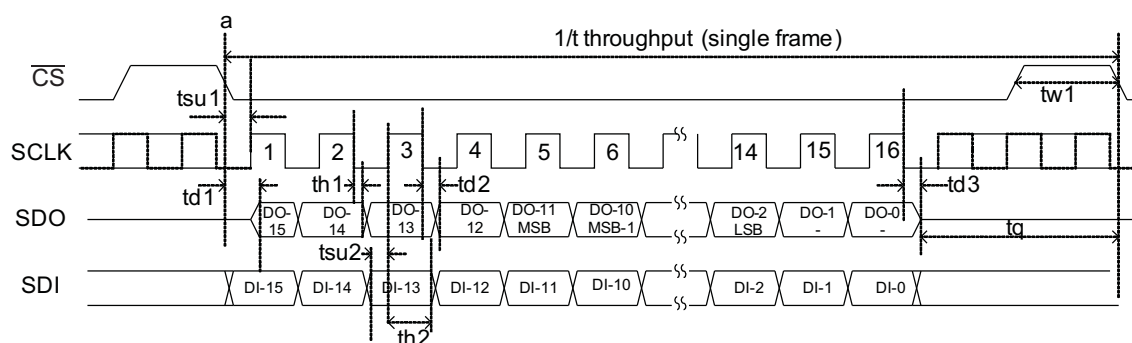 a
1/t throughput (single frame)
CS
tsu1
tw1
SCLK
1 2 3 4 5 6 14 15 16
td1 th1 td2 td3
SDO
DO-15 DO-14 DO-13 DO-12 DO-11 MSB DO-10 MSB-1 DO-2 LSB DO-1 - DO-0 -
tsu2
tq
SDI
DI-15 DI-14 DI-13 DI-12 DI-11 DI-10 DI-2 DI-1 DI-0
th2